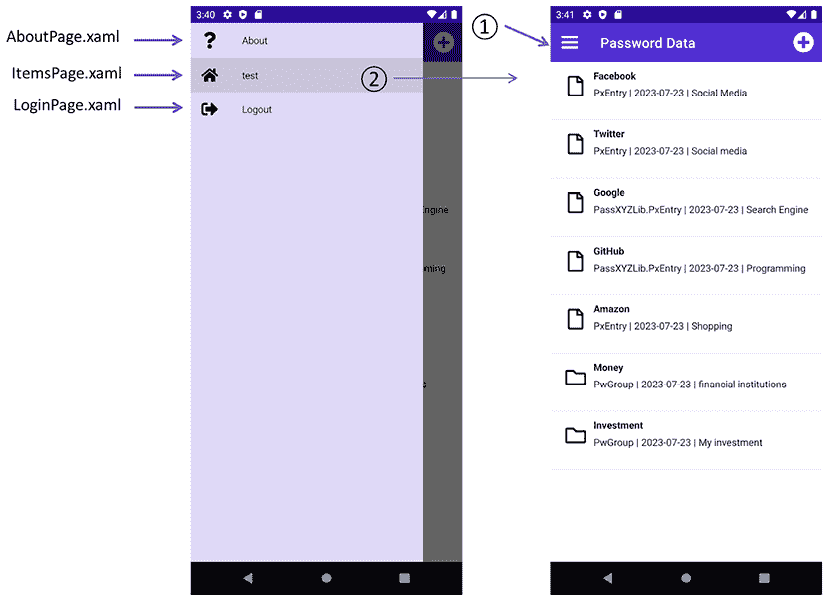 AboutPage.xaml
ItemsPage.xaml
LoginPage.xaml
3:40
About
test
②
Logout
ngine
ming
s
①
3:41
Password Data
Facebook
PxEntry | 2023-07-23 | Social Media
Twitter
PxEntry | 2023-07-23 | Social media
Google
PassXYZLib.PxEntry | 2023-07-23 | Search Engine
GitHub
PassXYZLib.PxEntry | 2023-07-23 | Programming
Amazon
PxEntry | 2023-07-23 | Shopping
Money
PwGroup | 2023-07-23 | financial institutions
Investment
PwGroup | 2023-07-23 | My investment